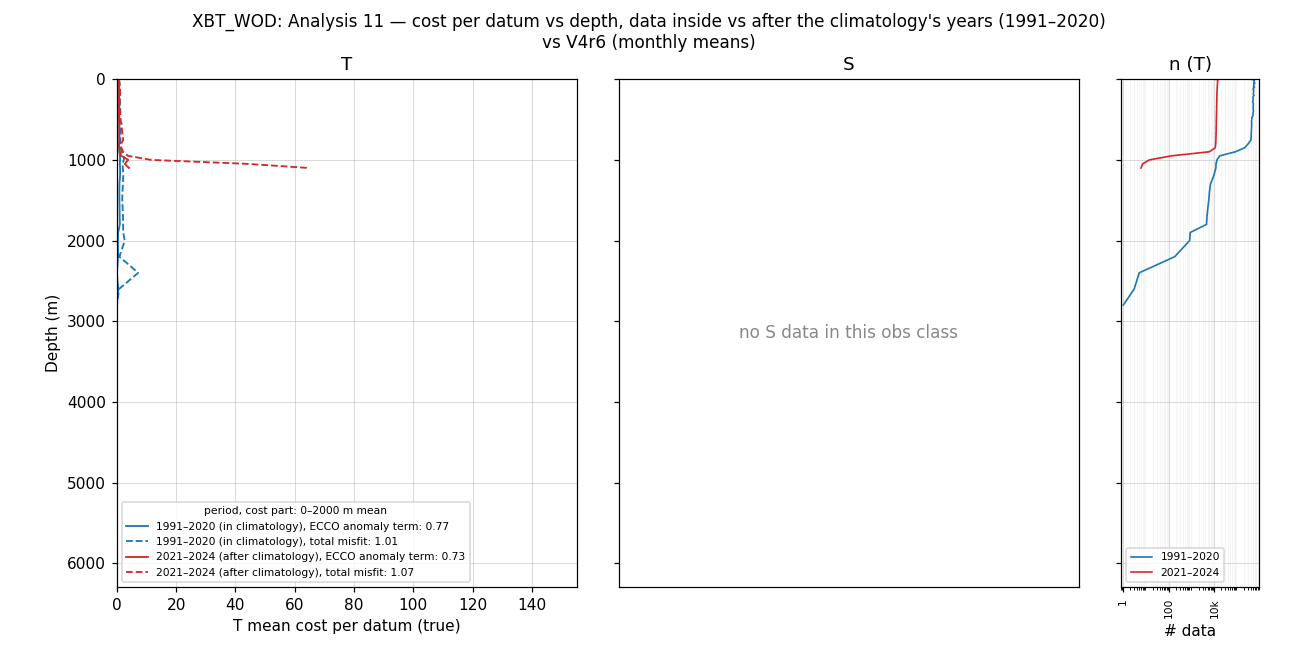 XBT_WOD: Analysis 11 — cost per datum vs depth, data inside vs after the climatology's years (1991–2020)
vs V4r6 (monthly means)
T
S
n (T)
0
1000
2000
3000
4000
5000
6000
Depth (m)
no S data in this obs class
period, cost part: 0–2000 m mean
1991–2020 (in climatology), ECCO anomaly term: 0.77
1991–2020 (in climatology), total misfit: 1.01
2021–2024 (after climatology), ECCO anomaly term: 0.73
2021–2024 (after climatology), total misfit: 1.07
1991–2020
2021–2024
0 20 40 60 80 100 120 140
1 100 10k
T mean cost per datum (true)
# data